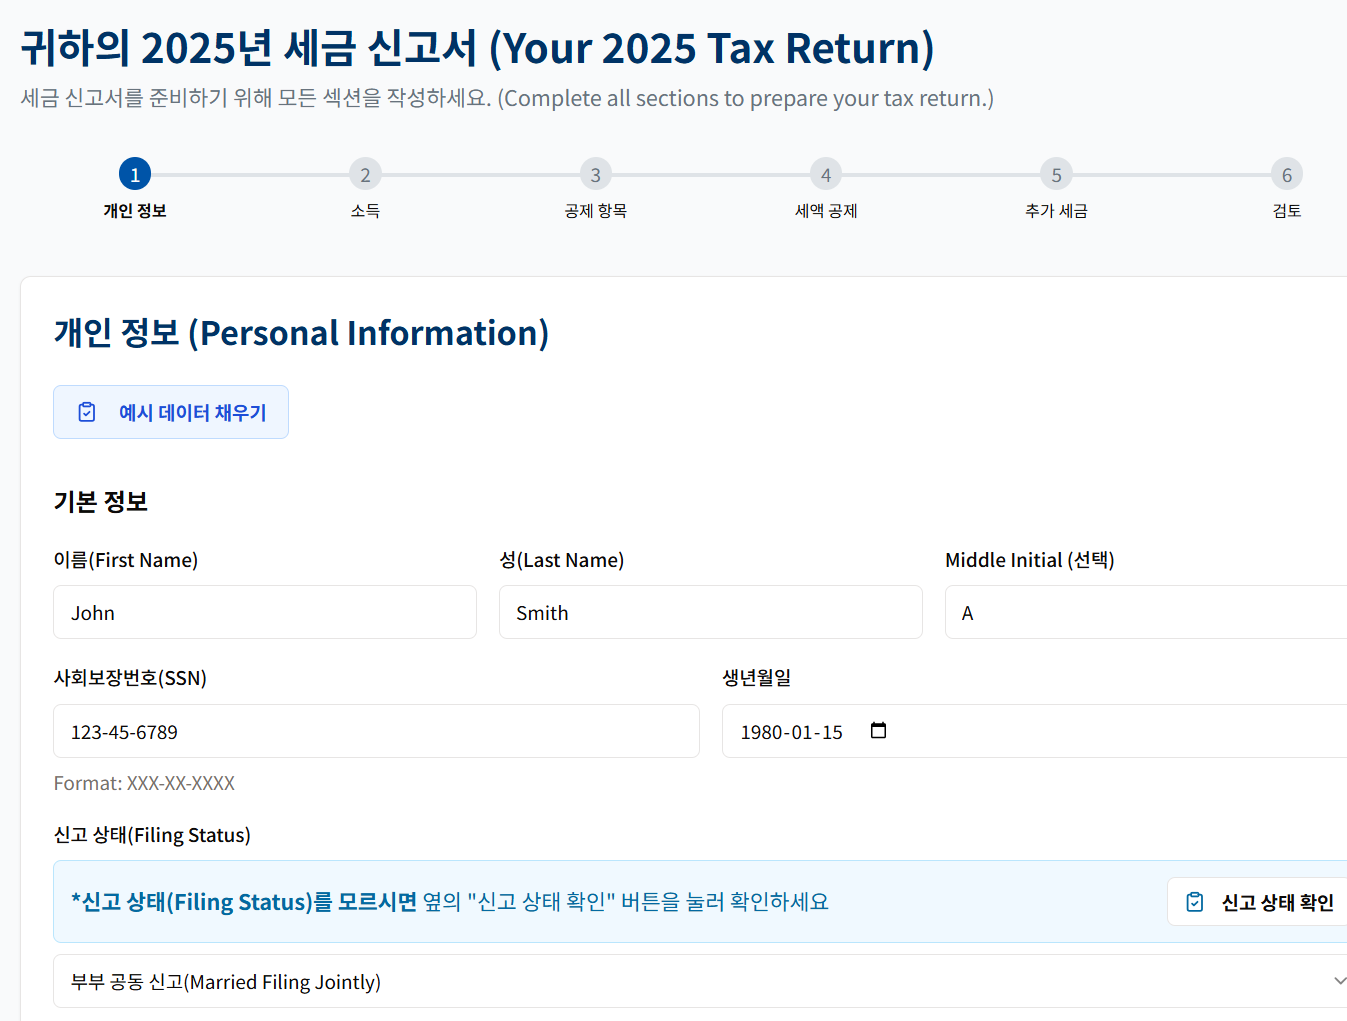 귀하의 2025년 세금 신고서 (Your 2025 Tax Return)
세금 신고서를 준비하기 위해 모든 섹션을 작성하세요. (Complete all sections to prepare your tax return.)
1 2 3 4 5 6
개인 정보 소득 공제 항목 세액 공제 추가 세금 검토
개인 정보 (Personal Information)
예시 데이터 채우기
기본 정보
이름(First Name) 성(Last Name) Middle Initial (선택)
John Smith A
사회보장번호(SSN) 생년월일
123-45-6789 1980-01-15
Format: XXX-XX-XXXX
신고 상태(Filing Status)
*신고 상태(Filing Status)를 모르시면 옆의 "신고 상태 확인" 버튼을 눌러 확인하세요 신고 상태 확인
부부 공동 신고(Married Filing Jointly)